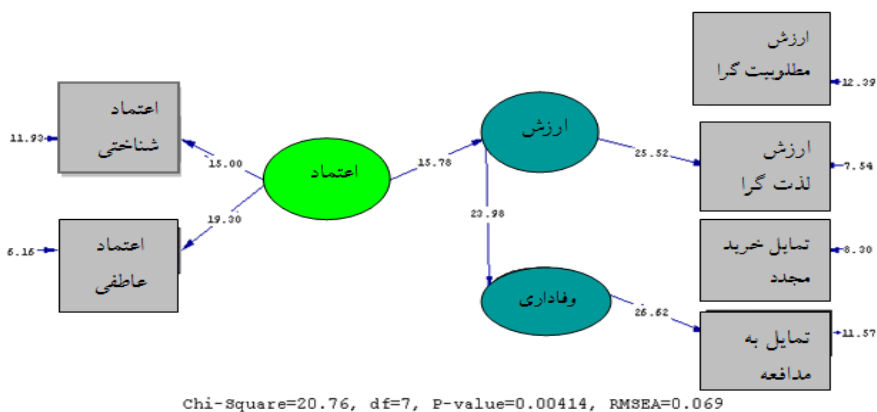 ارزش
مطلوبیت گرا
12.39
اعتماد
شناختی
11.93
15.00
اعتماد
15.78
ارزش
25.52
ارزش
لذت گرا
7.54
19.30
23.98
اعتماد
عاطفی
6.16
تمایل خرید
مجدد
8.30
وفاداری
26.62
تمایل به
مدافعه
11.57
Chi-Square=20.76, df=7, P-value=0.00414, RMSEA=0.069